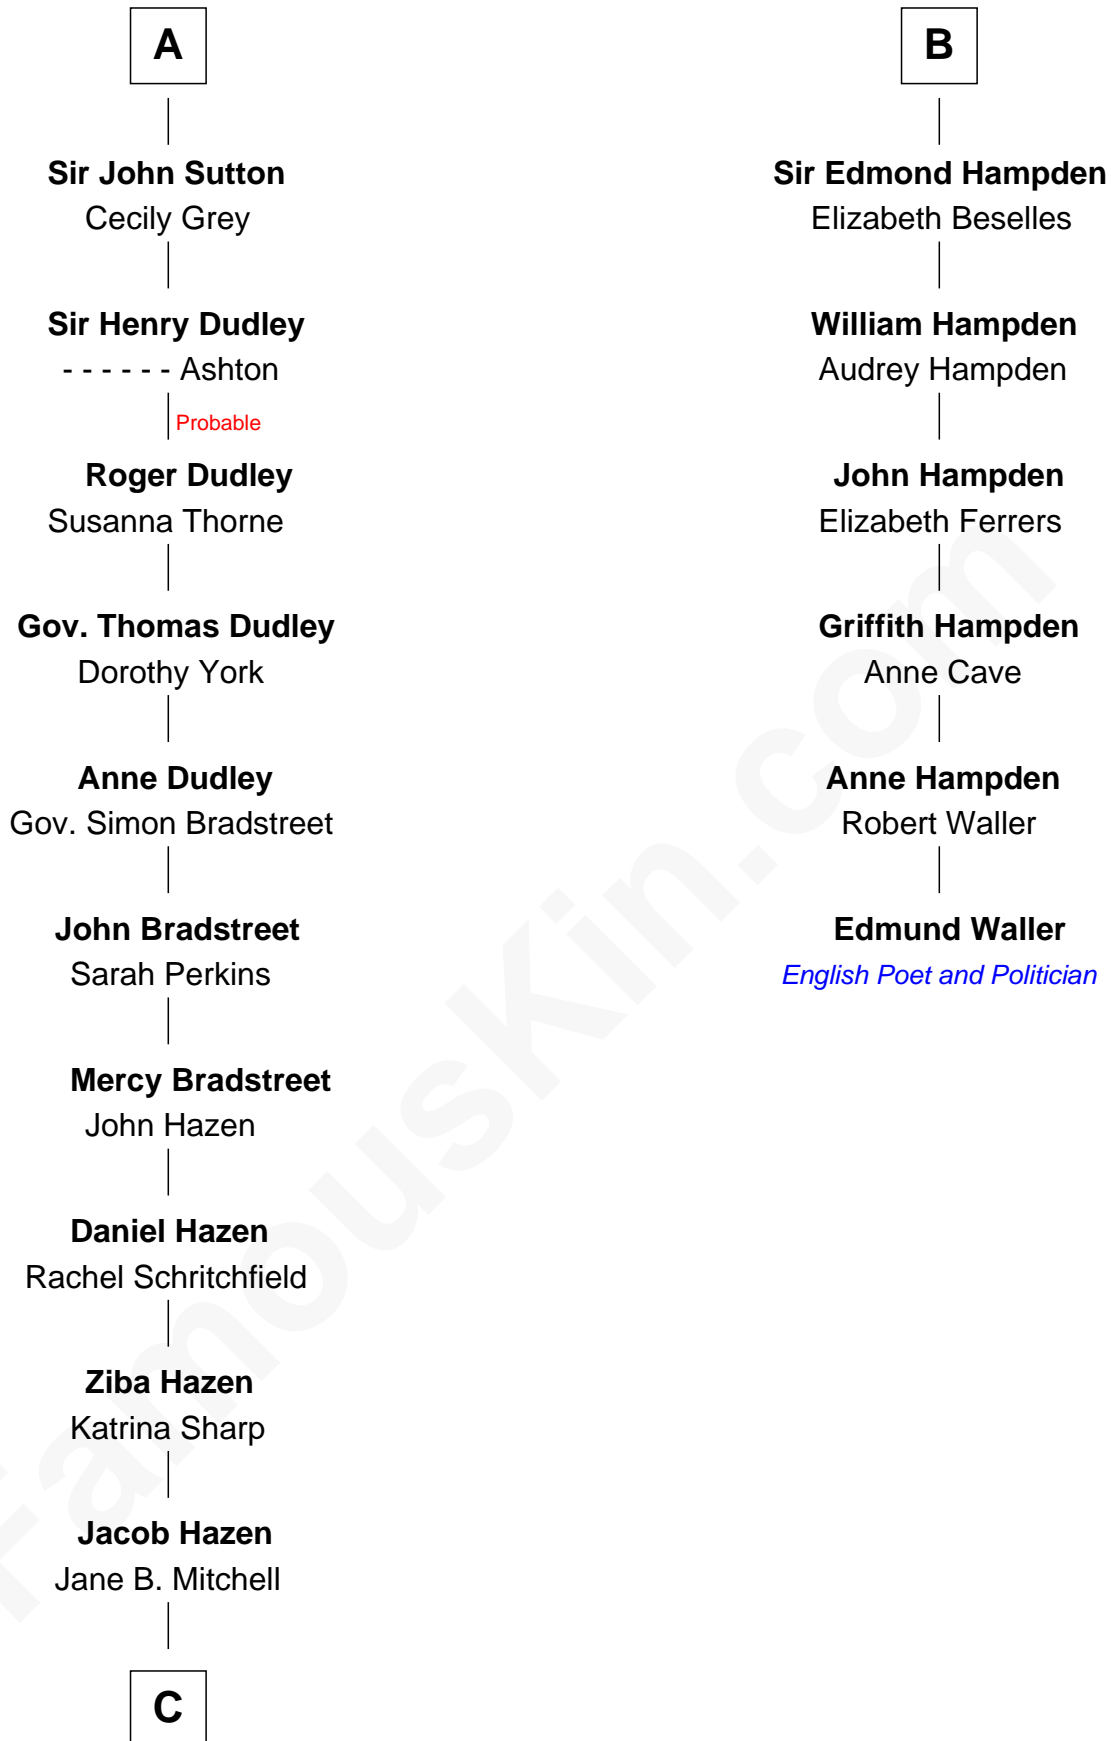 A
Sir John Sutton
Cecily Grey
Sir Henry Dudley
- - - - - - Ashton
Probable
Roger Dudley
Susanna Thorne
Gov. Thomas Dudley
Dorothy York
Anne Dudley
Gov. Simon Bradstreet
John Bradstreet
Sarah Perkins
Mercy Bradstreet
John Hazen
Daniel Hazen
Rachel Schritchfield
Ziba Hazen
Katrina Sharp
Jacob Hazen
Jane B. Mitchell
C
B
Sir Edmond Hampden
Elizabeth Beselles
William Hampden
Audrey Hampden
John Hampden
Elizabeth Ferrers
Griffith Hampden
Anne Cave
Anne Hampden
Robert Waller
Edmund Waller
English Poet and Politician
FamousKin.com